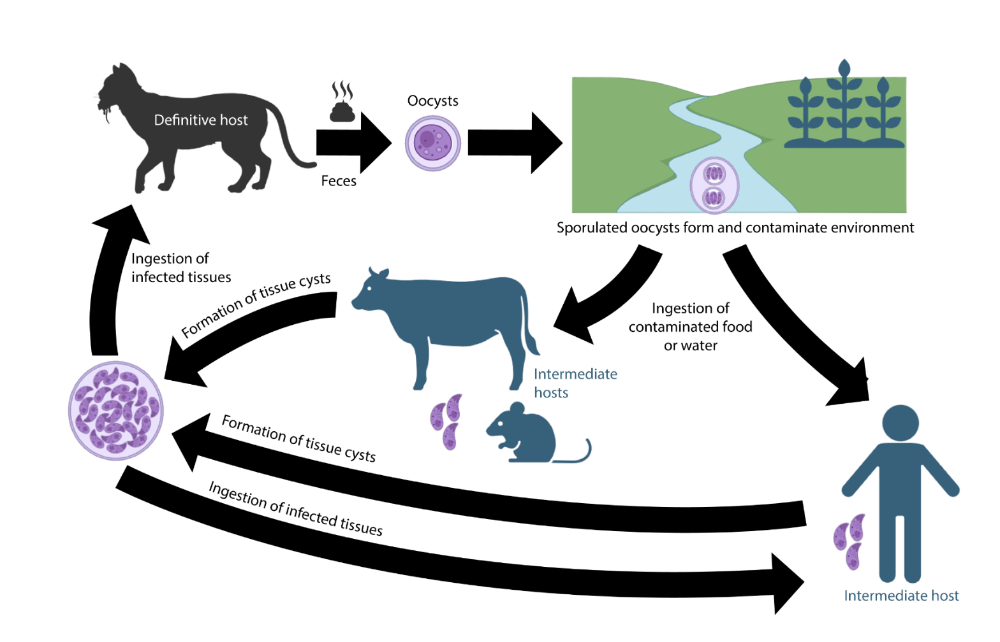 Definitive host
Feces
Oocysts
Sporulated oocysts form and contaminate environment
Ingestion of
contaminated food
or water
Intermediate
hosts
Intermediate host
Formation of tissue cysts
Formation of tissue cysts
Ingestion of infected tissues
Ingestion of
infected tissues